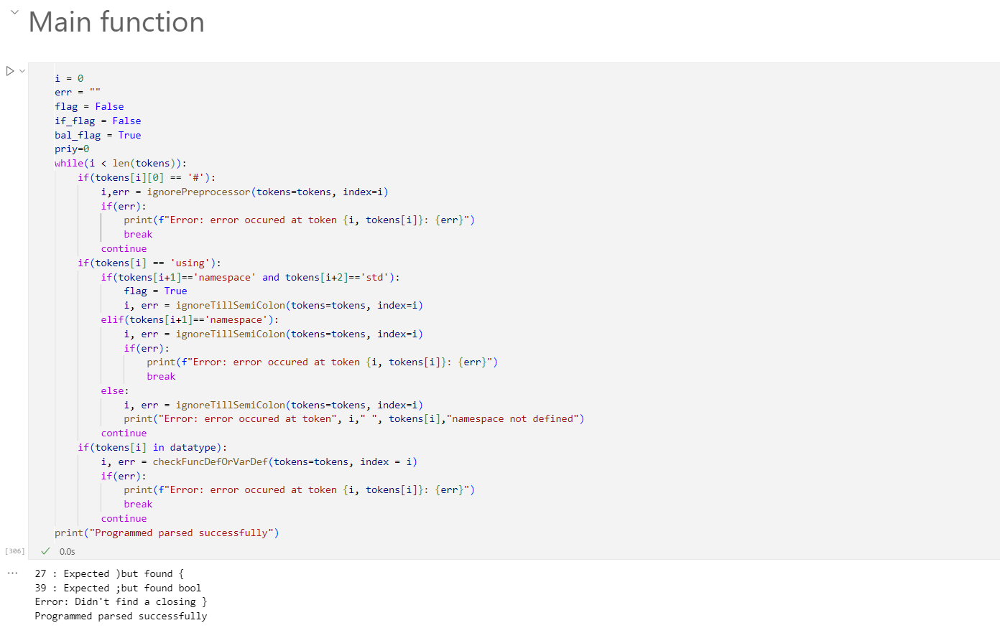 Main function
i = 0
err = ""
flag = False
if_flag = False
bal_flag = True
priy=0
while(i < len(tokens)):
    if(tokens[i][0] == '#'):
        i,err = ignorePreprocessor(tokens=tokens, index=i)
        if(err):
            print(f"Error: error occured at token {i, tokens[i]}: {err}")
            break
        continue
    if(tokens[i] == 'using'):
        if(tokens[i+1]=='namespace' and tokens[i+2]=='std'):
            flag = True
            i, err = ignoreTillSemiColon(tokens=tokens, index=i)
        elif(tokens[i+1]=='namespace'):
            i, err = ignoreTillSemiColon(tokens=tokens, index=i)
            if(err):
                print(f"Error: error occured at token {i, tokens[i]}: {err}")
                break
        else:
            i, err = ignoreTillSemiColon(tokens=tokens, index=i)
            print("Error: error occured at token", i," ", tokens[i],"namespace not defined")
        continue
    if(tokens[i] in datatype):
        i, err = checkFuncDefOrVarDef(tokens=tokens, index = i)
        if(err):
            print(f"Error: error occured at token {i, tokens[i]}: {err}")
            break
        continue
print("Programmed parsed successfully")
[306] 0.0s
27 : Expected )but found {
39 : Expected ;but found bool
Error: Didn't find a closing }
Programmed parsed successfully